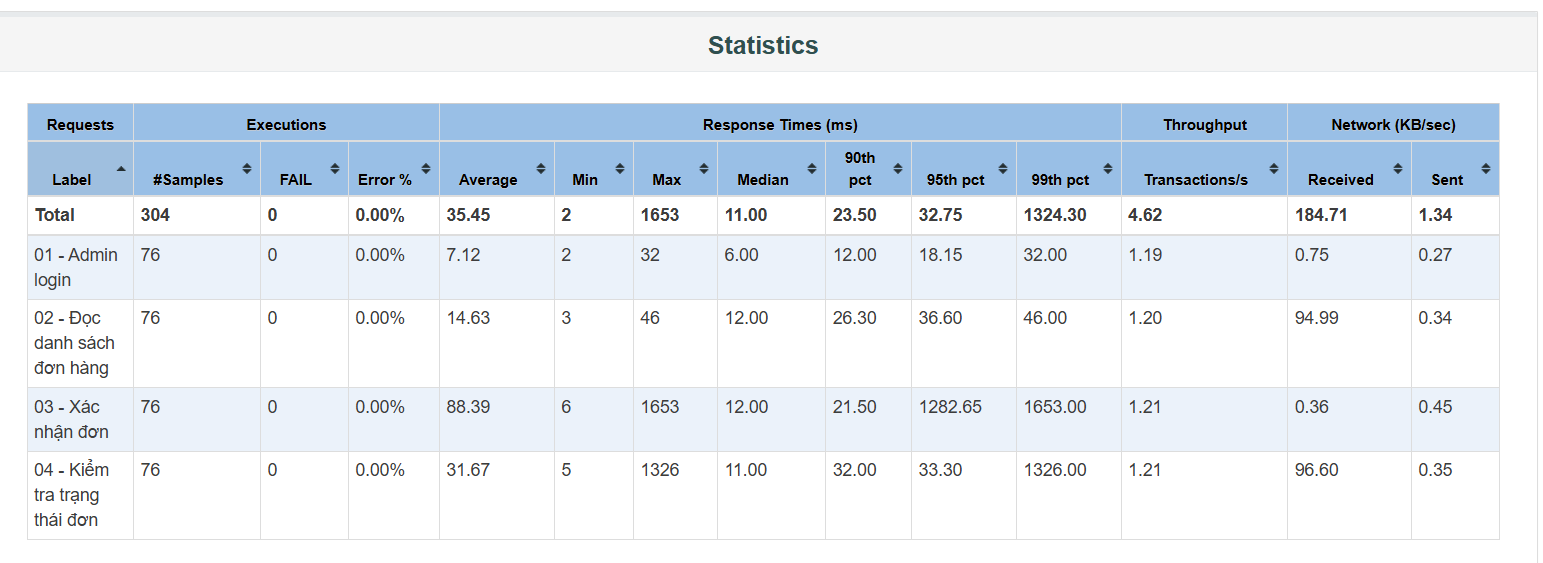 Statistics
Requests Executions Response Times (ms) Throughput Network (KB/sec)
Label #Samples FAIL Error % Average Min Max Median 90th pct 95th pct 99th pct Transactions/s Received Sent
Total 304 0 0.00% 35.45 2 1653 11.00 23.50 32.75 1324.30 4.62 184.71 1.34
01 - Admin 76 0 0.00% 7.12 2 32 6.00 12.00 18.15 32.00 1.19 0.75 0.27
login
02 - Đọc 76 0 0.00% 14.63 3 46 12.00 26.30 36.60 46.00 1.20 94.99 0.34
danh sách
đơn hàng
03 - Xác 76 0 0.00% 88.39 6 1653 12.00 21.50 1282.65 1653.00 1.21 0.36 0.45
nhận đơn
04 - Kiểm 76 0 0.00% 31.67 5 1326 11.00 32.00 33.30 1326.00 1.21 96.60 0.35
tra trạng
thái đơn